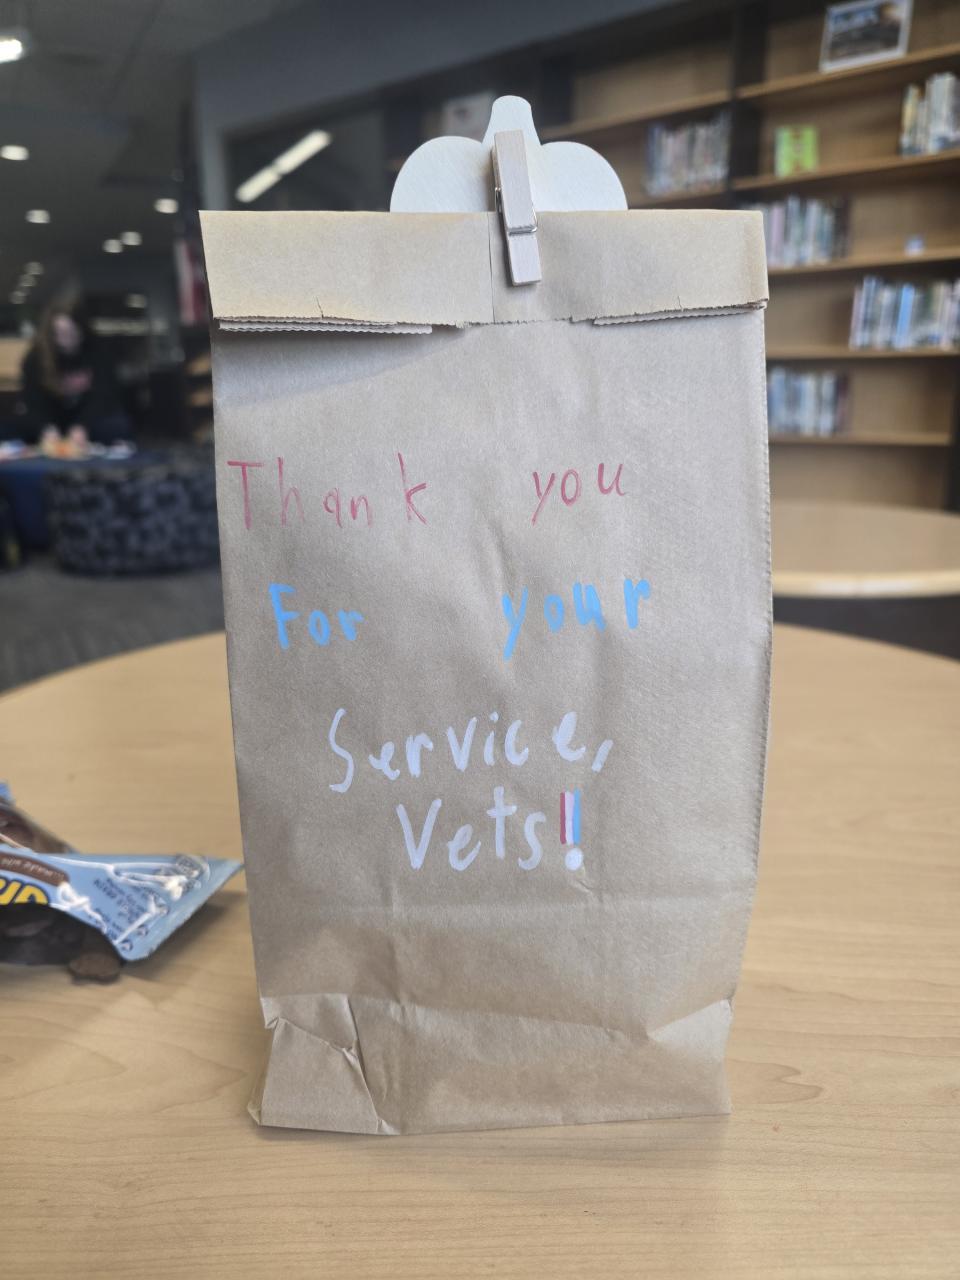 Thank you
For your
Service,
Vets!!